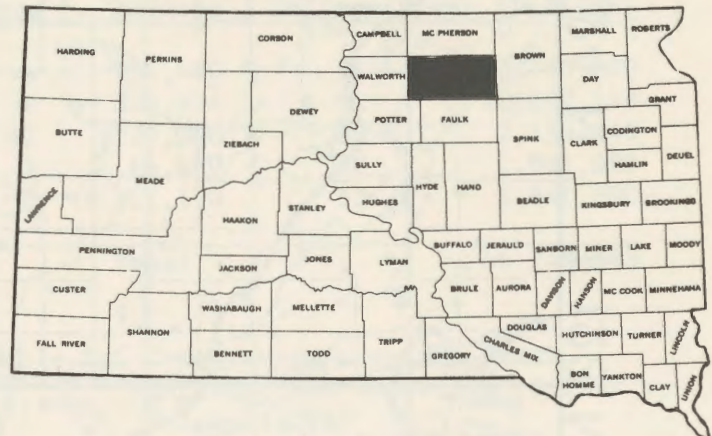 HARDING
PERKINS
CORSON
CAMPBELL
MC PHERSON
BROWN
MARSHALL
ROBERTS
WALWORTH
DAY
DEWEY
GRANT
BUTTE
ZIEBACH
POTTER
FAULK
SPINK
CLARK
CODINGTON
MEADE
SULLY
HAMLIN
DEUEL
LAWRENCE
HAAKON
STANLEY
HUGHES
HYDE
HAND
BEADLE
KINGSBURY
BROOKINGS
PENNINGTON
JACKSON
JONES
LYMAN
BUFFALO
JERAULD
SANBORN
MINER
LAKE
MOODY
CUSTER
WASHABAUGH
MELLETTE
BRULE
AURORA
DAVISON
HANSON
MC COOK
MINNEHAHA
FALL RIVER
SHANNON
BENNETT
TODD
TRIPP
GREGORY
CHARLES MIX
DOUGLAS
HUTCHINSON
TURNER
LINCOLN
BON
HOMME
YANKTON
CLAY
UNION